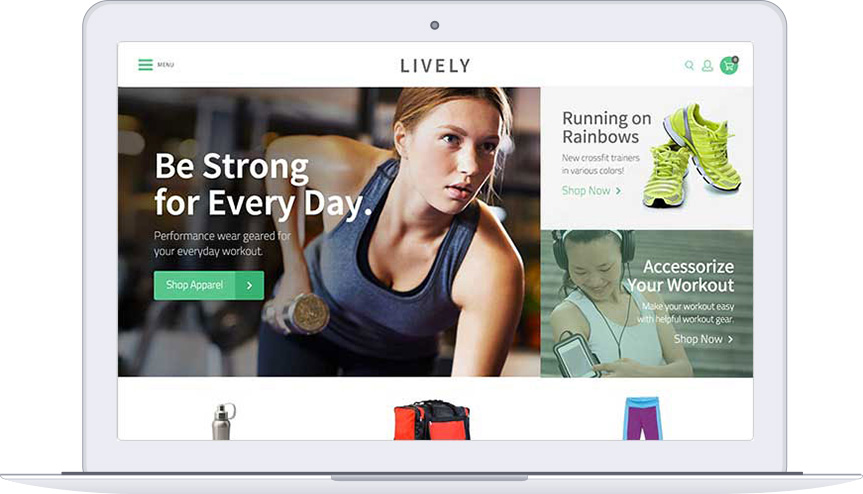 MENU
LIVELY
0
Be Strong
for Every Day.
Performance wear geared for
your everyday workout.
Shop Apparel
Running on
Rainbows
New crossfit trainers
in various colors!
Shop Now
Accessorize
Your Workout
Make your workout easy
with helpful workout gear.
Shop Now